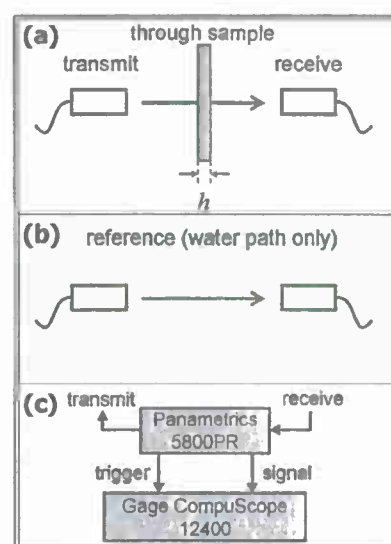 (a)
through sample
transmit
receive
h
(b)
reference (water path only)
(c)
transmit
receive
Panametrics
5800PR
trigger
signal
Gage CompuScope
12400